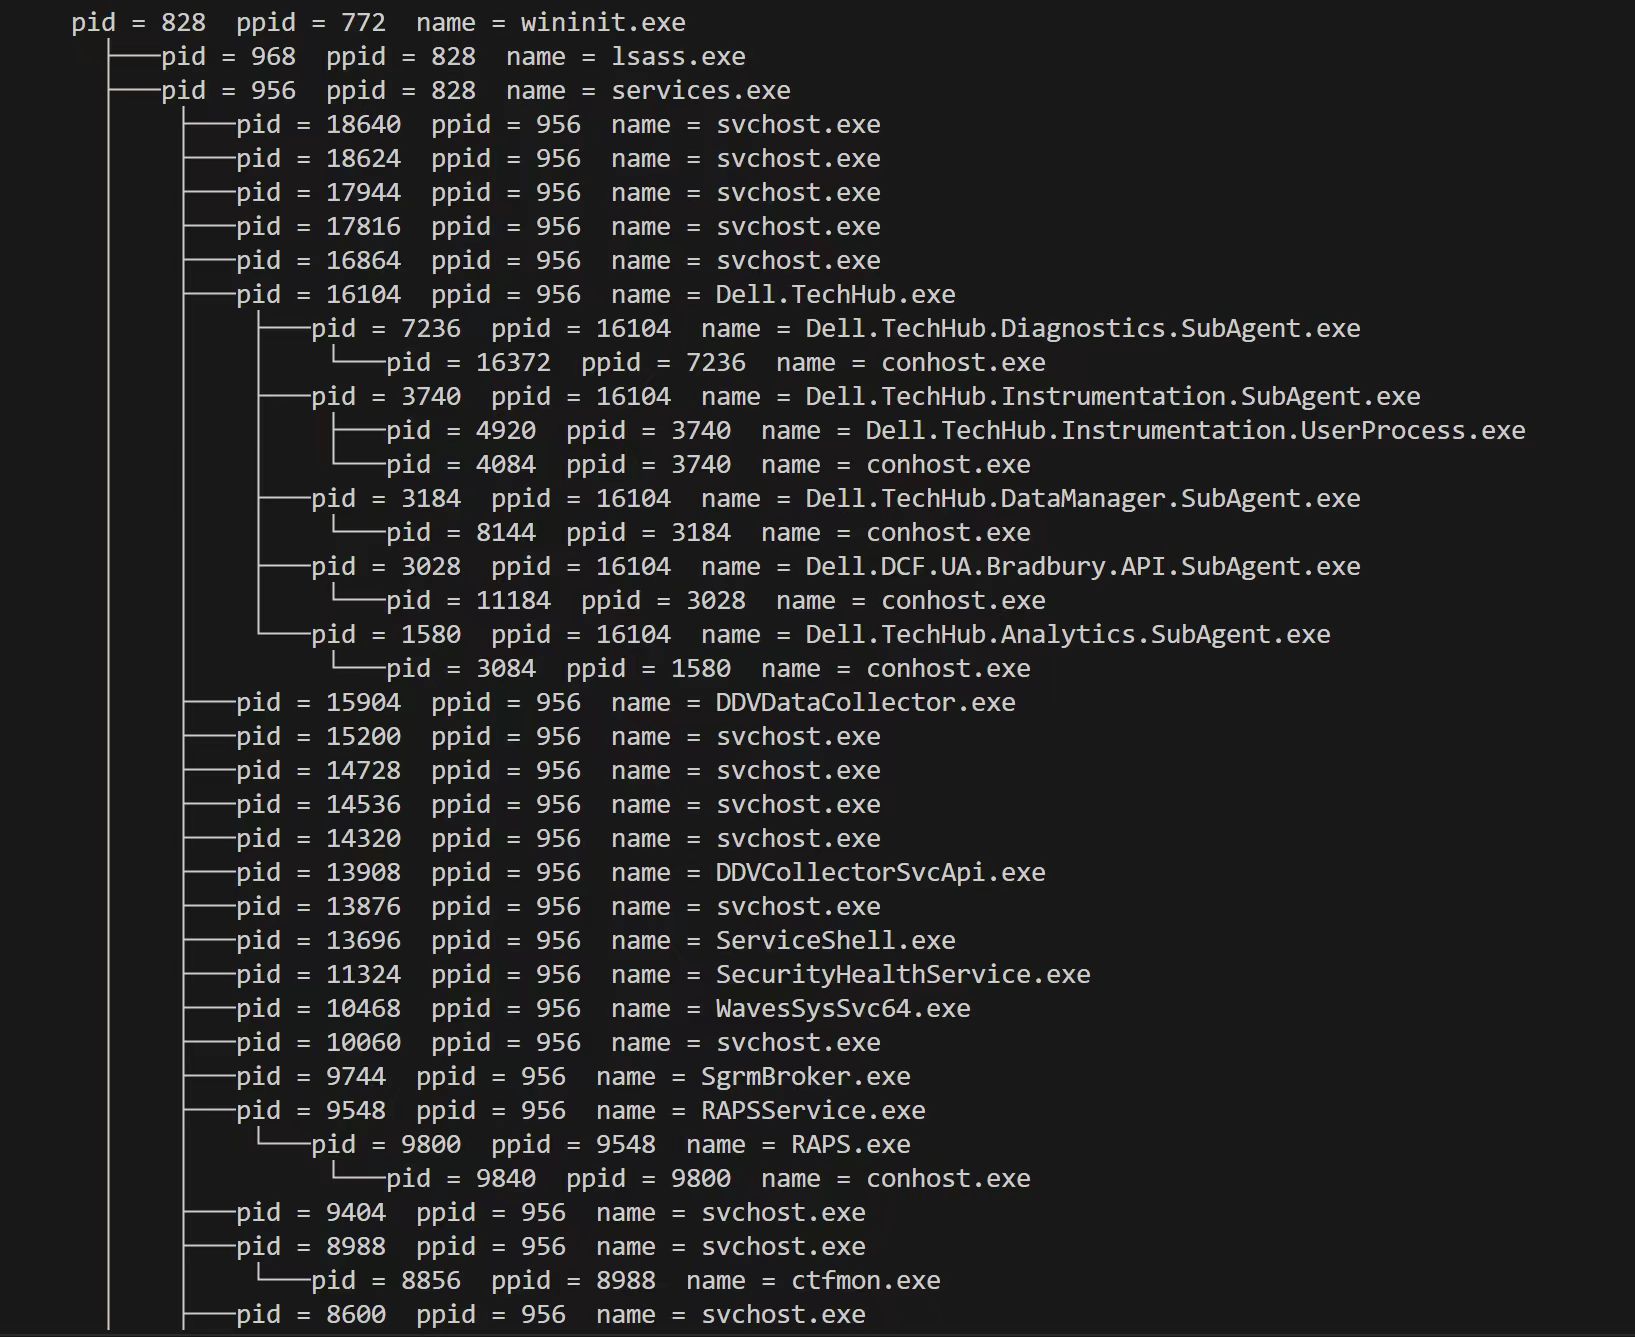 pid = 828  ppid = 772  name = wininit.exe
pid = 968  ppid = 828  name = lsass.exe
pid = 956  ppid = 828  name = services.exe
pid = 18640  ppid = 956  name = svchost.exe
pid = 18624  ppid = 956  name = svchost.exe
pid = 17944  ppid = 956  name = svchost.exe
pid = 17816  ppid = 956  name = svchost.exe
pid = 16864  ppid = 956  name = svchost.exe
pid = 16104  ppid = 956  name = Dell.TechHub.exe
pid = 7236  ppid = 16104  name = Dell.TechHub.Diagnostics.SubAgent.exe
pid = 16372  ppid = 7236  name = conhost.exe
pid = 3740  ppid = 16104  name = Dell.TechHub.Instrumentation.SubAgent.exe
pid = 4920  ppid = 3740  name = Dell.TechHub.Instrumentation.UserProcess.exe
pid = 4084  ppid = 3740  name = conhost.exe
pid = 3184  ppid = 16104  name = Dell.TechHub.DataManager.SubAgent.exe
pid = 8144  ppid = 3184  name = conhost.exe
pid = 3028  ppid = 16104  name = Dell.DCF.UA.Bradbury.API.SubAgent.exe
pid = 11184  ppid = 3028  name = conhost.exe
pid = 1580  ppid = 16104  name = Dell.TechHub.Analytics.SubAgent.exe
pid = 3084  ppid = 1580  name = conhost.exe
pid = 15904  ppid = 956  name = DDVDataCollector.exe
pid = 15200  ppid = 956  name = svchost.exe
pid = 14728  ppid = 956  name = svchost.exe
pid = 14536  ppid = 956  name = svchost.exe
pid = 14320  ppid = 956  name = svchost.exe
pid = 13908  ppid = 956  name = DDVCollectorSvcApi.exe
pid = 13876  ppid = 956  name = svchost.exe
pid = 13696  ppid = 956  name = ServiceShell.exe
pid = 11324  ppid = 956  name = SecurityHealthService.exe
pid = 10468  ppid = 956  name = WavesSysSvc64.exe
pid = 10060  ppid = 956  name = svchost.exe
pid = 9744  ppid = 956  name = SgrmBroker.exe
pid = 9548  ppid = 956  name = RAPSService.exe
pid = 9800  ppid = 9548  name = RAPS.exe
pid = 9840  ppid = 9800  name = conhost.exe
pid = 9404  ppid = 956  name = svchost.exe
pid = 8988  ppid = 956  name = svchost.exe
pid = 8856  ppid = 8988  name = ctfmon.exe
pid = 8600  ppid = 956  name = svchost.exe